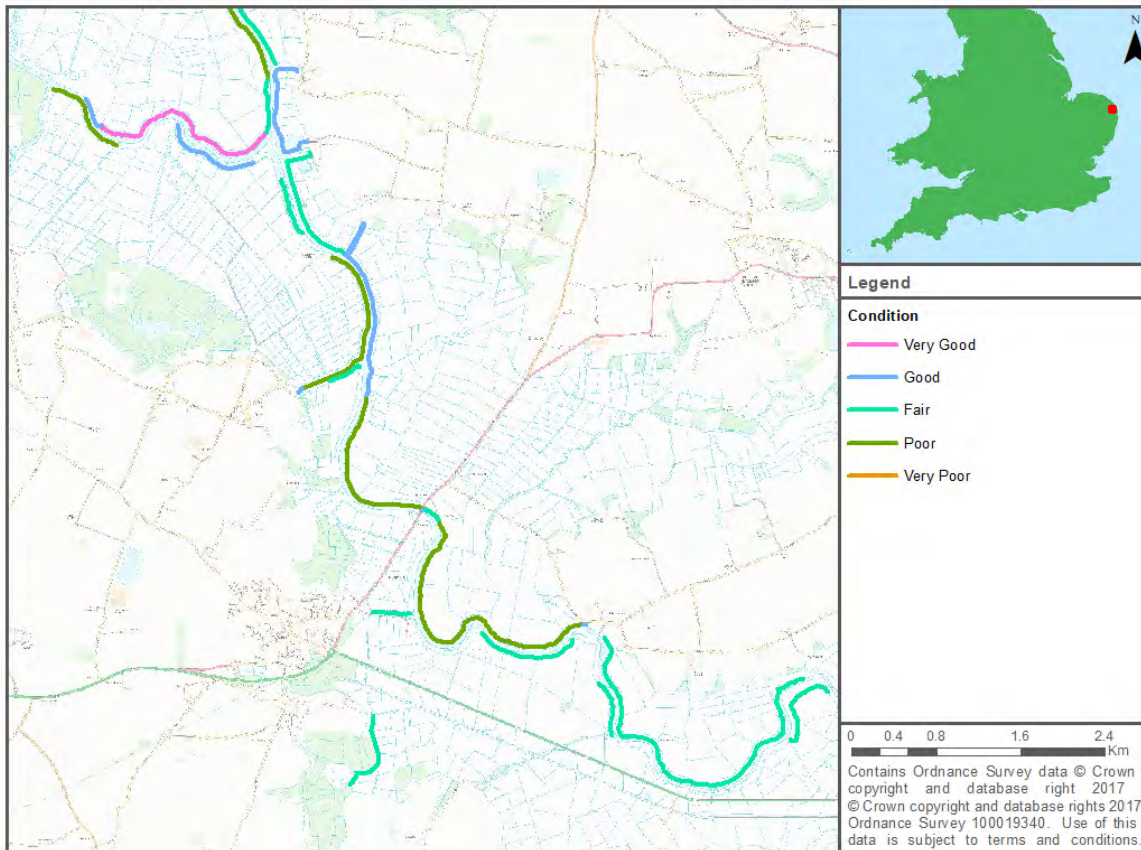 N
Legend
Condition
Very Good
Good
Fair
Poor
Very Poor
0 0.4 0.8 1.6 2.4
Km
Contains Ordnance Survey data © Crown
copyright and database right 2017
© Crown copyright and database rights 2017
Ordnance Survey 100019340. Use of this
data is subject to terms and conditions